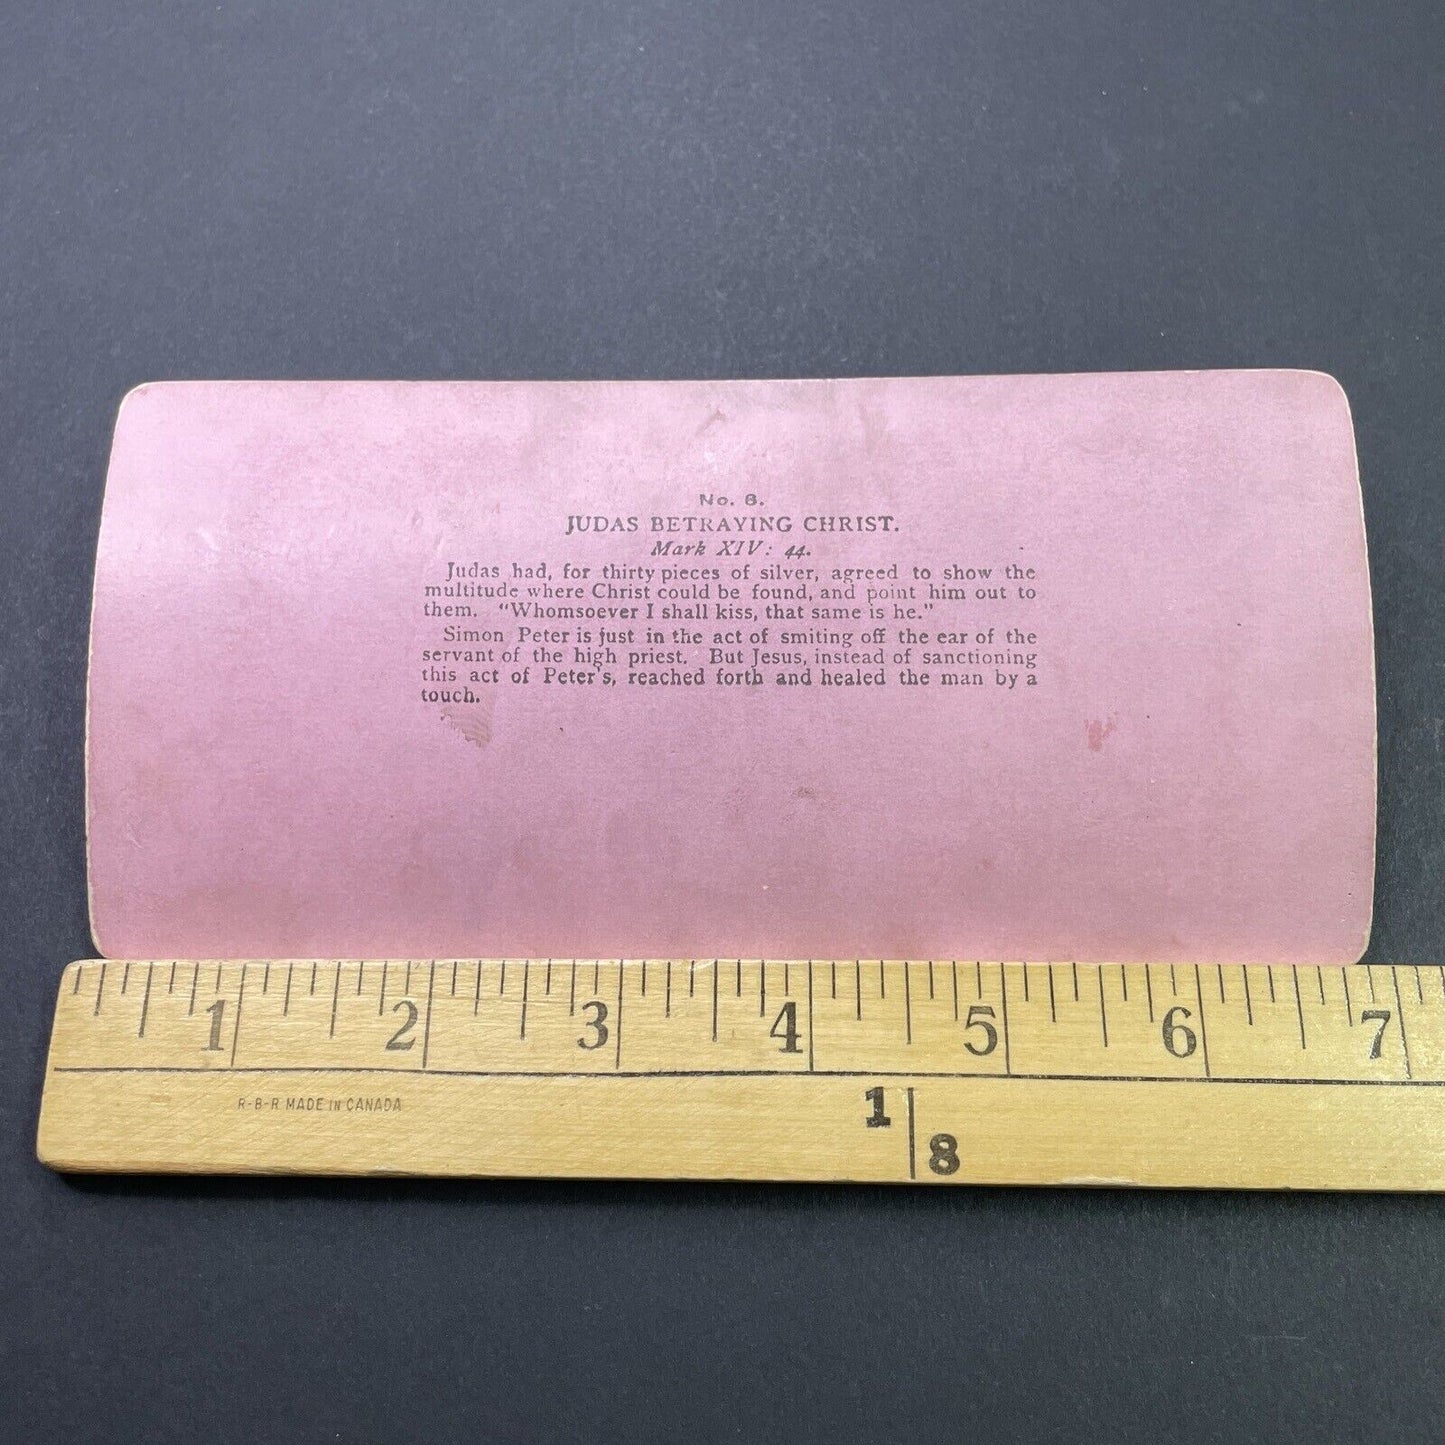 No. 8.
JUDAS BETRAYING CHRIST.
Mark XIV: 44.
Judas had, for thirty pieces of silver, agreed to show the
multitude where Christ could be found, and point him out to
them. "Whomsoever I shall kiss, that same is he."
Simon Peter is just in the act of smiting off the ear of the
servant of the high priest. But Jesus, instead of sanctioning
this act of Peter's, reached forth and healed the man by a
touch.
1 2 3 4 5 6 7
R-B-R MADE IN CANADA
1
8